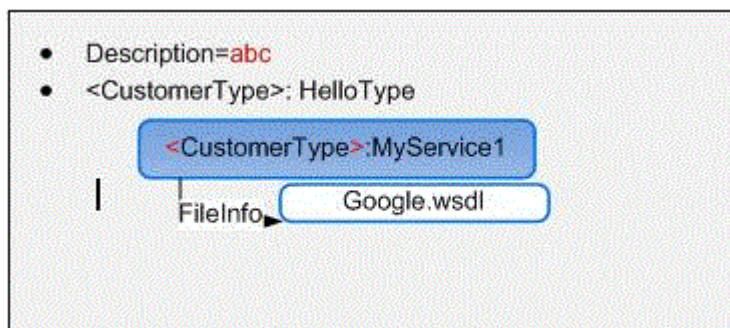 • Description=abc
• <CustomerType>: HelloType
<CustomerType>:MyService1
FileInfo
Google.wsdl